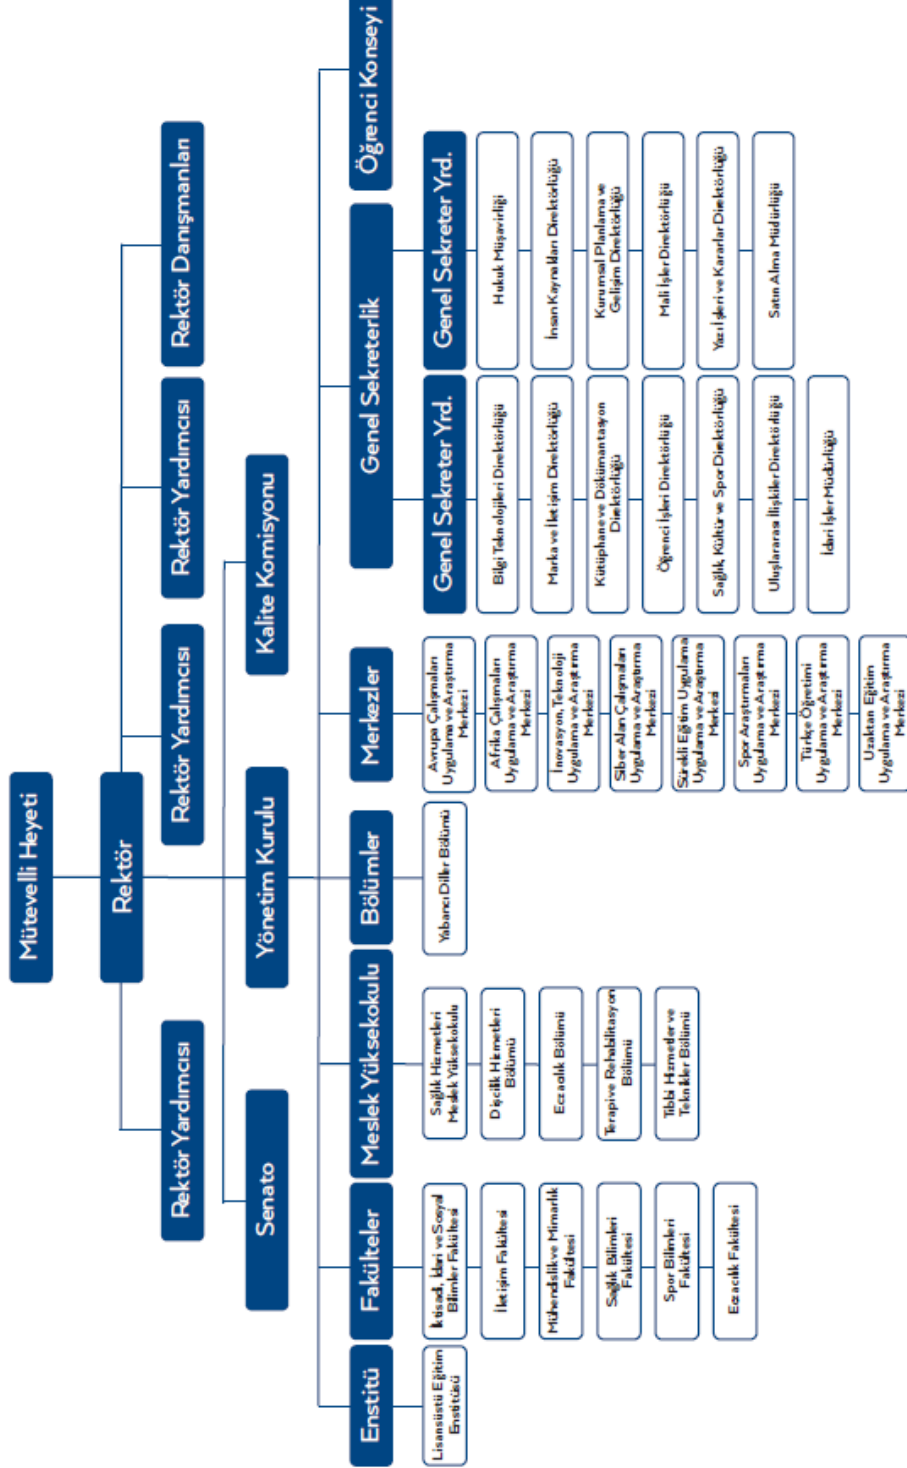 Mütevelli Heyeti
Rektör
Rektör Yardımcısı
Rektör Yardımcısı
Rektör Yardımcısı
Rektör Danışmanları
Senato
Yönetim Kurulu
Kalite Komisyonu
Enstitü
Fakülteler
Meslek Yüksekokulu
Bölümler
Merkezler
Genel Sekreterlik
Öğrenci Konseyi
Lisansüstü Eğitim
Enstitüsü
İktisadi, İdari ve Sosyal
Bilimler Fakültesi
İletişim Fakültesi
Mühendislik ve Mimarlık
Fakültesi
Sağlık Bilimleri
Fakültesi
Spor Bilimleri
Fakültesi
Eczacılık Fakültesi
Sağlık Hizmetleri
Meslek Yüksekokulu
Dişçilik Hizmetleri
Bölümü
Eczacılık Bölümü
Terapi ve Rehabilitasyon
Bölümü
Tıbbi Hizmetler ve
Teknikler Bölümü
Yabancı Diller Bölümü
Avrupa Çalışmaları
Uygulama ve Araştırma
Merkezi
Afrika Çalışmaları
Uygulama ve Araştırma
Merkezi
İnovasyon, Teknoloji
Uygulama ve Araştırma
Merkezi
Siber Alan Çalışmaları
Uygulama ve Araştırma
Merkezi
Sürekli Eğitim Uygulama
Uygulama ve Araştırma
Merkezi
Spor Araştırmaları
Uygulama ve Araştırma
Merkezi
Türkçe Öğretimi
Uygulama ve Araştırma
Merkezi
Uzaktan Eğitim
Uygulama ve Araştırma
Merkezi
Genel Sekreter Yrd.
Bilgi Teknolojileri Direktörlüğü
Marka ve İletişim Direktörlüğü
Kütüphane ve Dökümantasyon
Direktörlüğü
Öğrenci İşleri Direktörlüğü
Sağlık Kültür ve Spor Direktörlüğü
Uluslararası İlişkiler Direktörlüğü
İdari İşler Müdürlüğü
Genel Sekreter Yrd.
Hukuk Müşavirliği
İnsan Kaynakları Direktörlüğü
Kurumsal Planlama ve
Gelişim Direktörlüğü
Mali İşler Direktörlüğü
Yazı İşleri ve Kararlar Direktörlüğü
Satın Alma Müdürlüğü